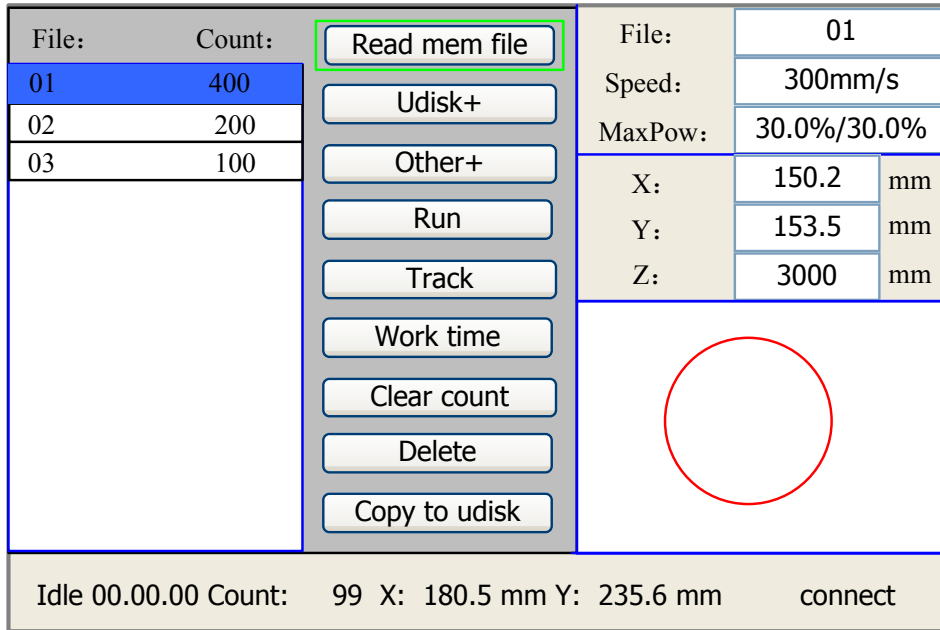 File： Count：
01 400
02 200
03 100
Read mem file
Udisk+
Other+
Run
Track
Work time
Clear count
Delete
Copy to udisk
File： 01
Speed： 300mm/s
MaxPow： 30.0%/30.0%
X： 150.2 mm
Y： 153.5 mm
Z： 3000 mm
Idle 00.00.00 Count: 99 X: 180.5 mm Y: 235.6 mm connect